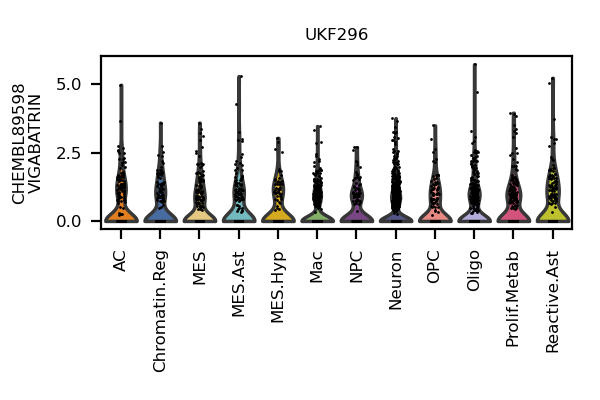 UKF296
CHEMBL89598
VIGABATRIN
5.0
2.5
0.0
AC
Chromatin.Reg
MES
MES.Ast
MES.Hyp
Mac
NPC
Neuron
OPC
Oligo
Prolif.Metab
Reactive.Ast